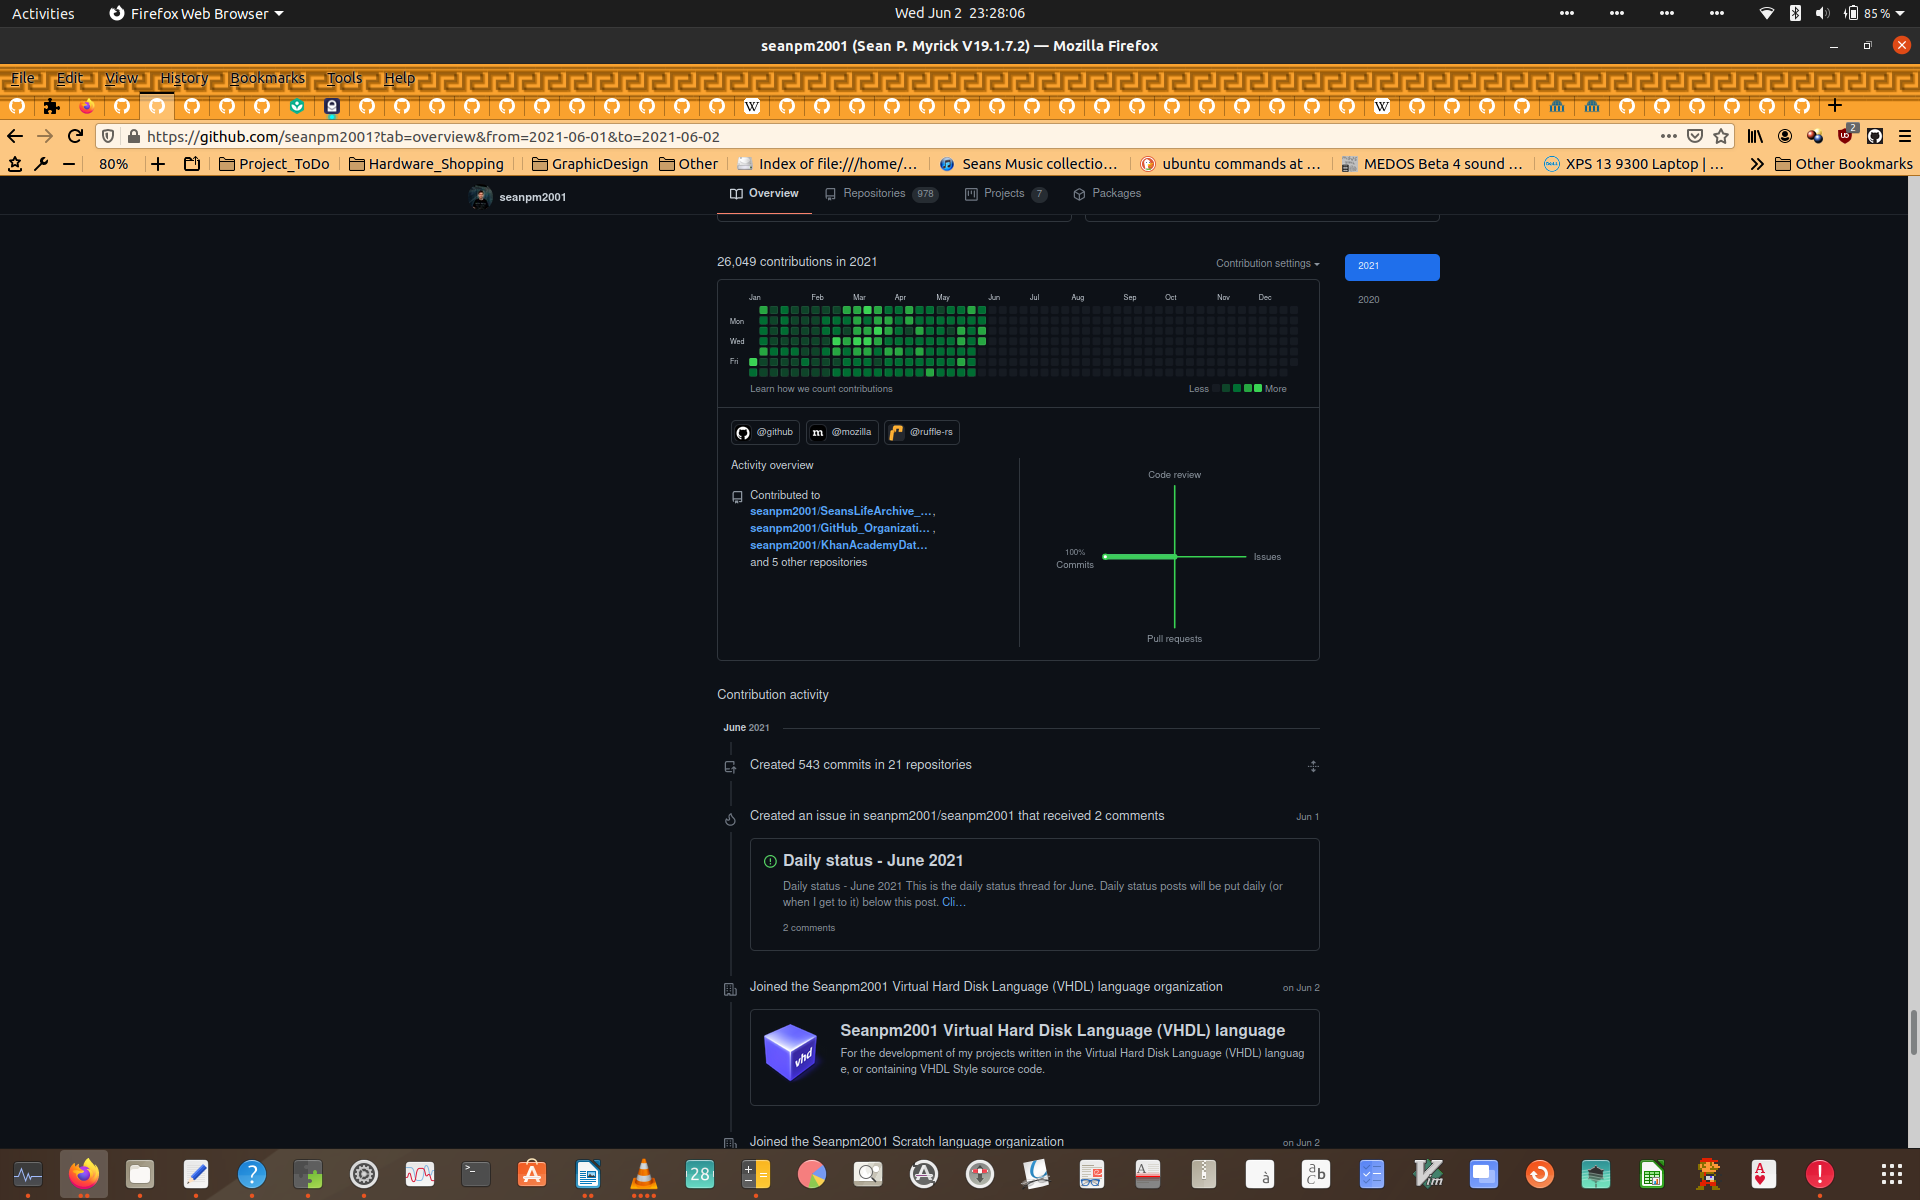 Activities
Firefox Web Browser
Wed Jun 2 23:28:06
85 %
seanpm2001 (Sean P. Myrick V19.1.7.2) — Mozilla Firefox
File Edit View History Bookmarks Tools Help
https://github.com/seanpm2001?tab=overview&from=2021-06-01&to=2021-06-02
2
80%
Project_ToDo
Hardware_Shopping
GraphicDesign
Other
Index of file:///home/…
Seans Music collectio…
ubuntu commands at …
MEDOS Beta 4 sound …
XPS 13 9300 Laptop | …
Other Bookmarks
seanpm2001
Overview
Repositories 978
Projects 7
Packages
26,049 contributions in 2021
Contribution settings
2021
2020
Jan Feb Mar Apr May Jun Jul Aug Sep Oct Nov Dec
Mon
Wed
Fri
Learn how we count contributions
Less More
@github
@mozilla
@ruffle-rs
Activity overview
Contributed to
seanpm2001/SeansLifeArchive_…,
seanpm2001/GitHub_Organizati… ,
seanpm2001/KhanAcademyDat…
and 5 other repositories
Code review
100%
Commits
Issues
Pull requests
Contribution activity
June 2021
Created 543 commits in 21 repositories
Created an issue in seanpm2001/seanpm2001 that received 2 comments
Jun 1
Daily status - June 2021
Daily status - June 2021 This is the daily status thread for June. Daily status posts will be put daily (or
when I get to it) below this post. Cli…
2 comments
Joined the Seanpm2001 Virtual Hard Disk Language (VHDL) language organization
on Jun 2
vhd
Seanpm2001 Virtual Hard Disk Language (VHDL) language
For the development of my projects written in the Virtual Hard Disk Language (VHDL) languag
e, or containing VHDL Style source code.
Joined the Seanpm2001 Scratch language organization
on Jun 2
28